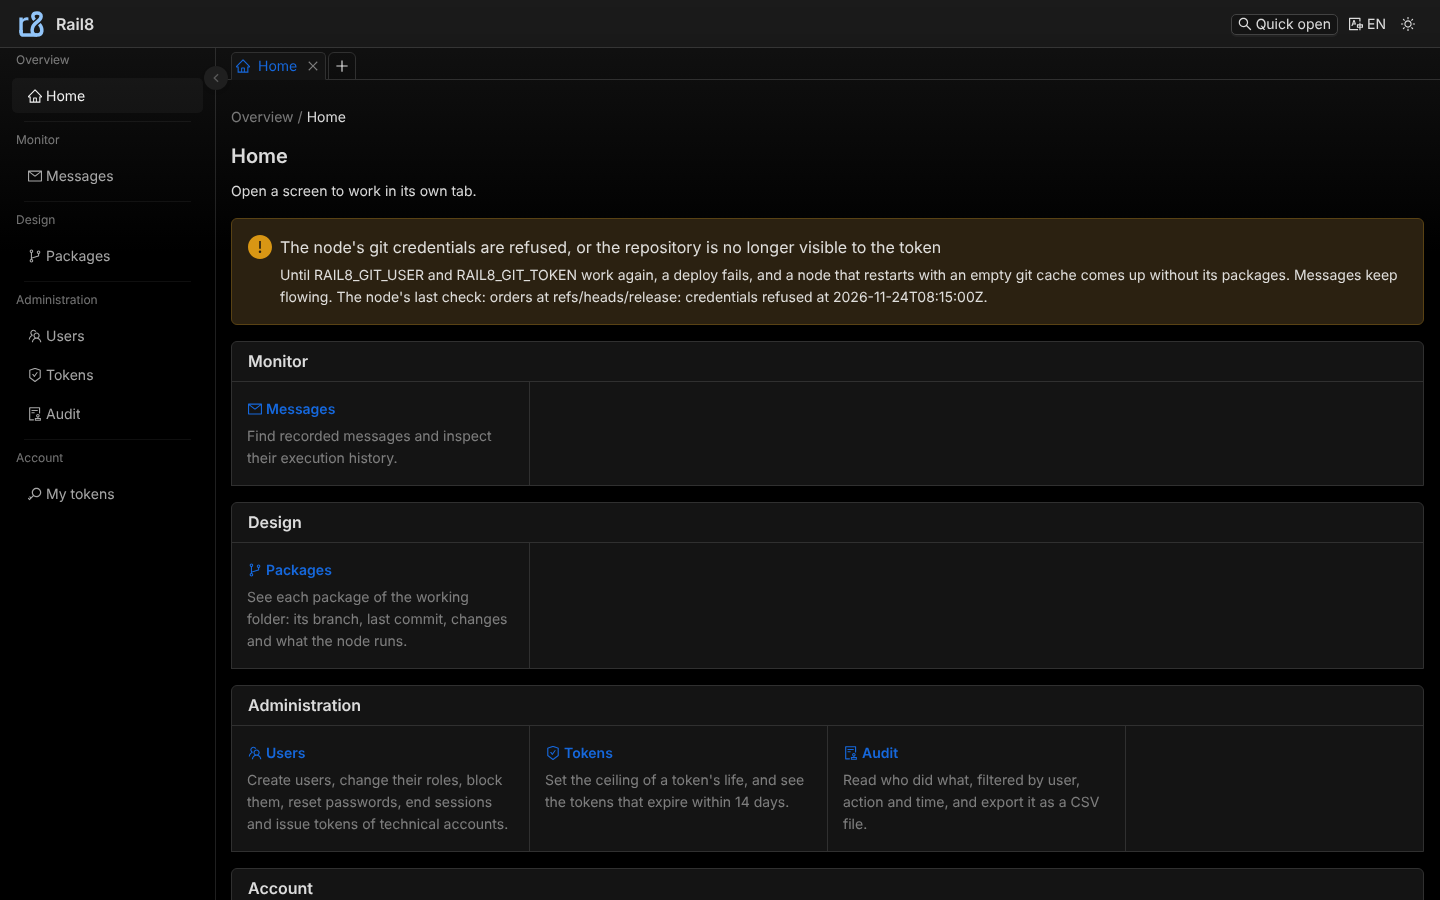 Rail8
Quick open
EN
Overview
Home
Monitor
Messages
Design
Packages
Administration
Users
Tokens
Audit
Account
My tokens
Home
Overview / Home
Home
Open a screen to work in its own tab.
The node's git credentials are refused, or the repository is no longer visible to the token
Until RAIL8_GIT_USER and RAIL8_GIT_TOKEN work again, a deploy fails, and a node that restarts with an empty git cache comes up without its packages. Messages keep
flowing. The node's last check: orders at refs/heads/release: credentials refused at 2026-11-24T08:15:00Z.
Monitor
Messages
Find recorded messages and inspect
their execution history.
Design
Packages
See each package of the working
folder: its branch, last commit, changes
and what the node runs.
Administration
Users
Create users, change their roles, block
them, reset passwords, end sessions
and issue tokens of technical accounts.
Tokens
Set the ceiling of a token's life, and see
the tokens that expire within 14 days.
Audit
Read who did what, filtered by user,
action and time, and export it as a CSV
file.
Account